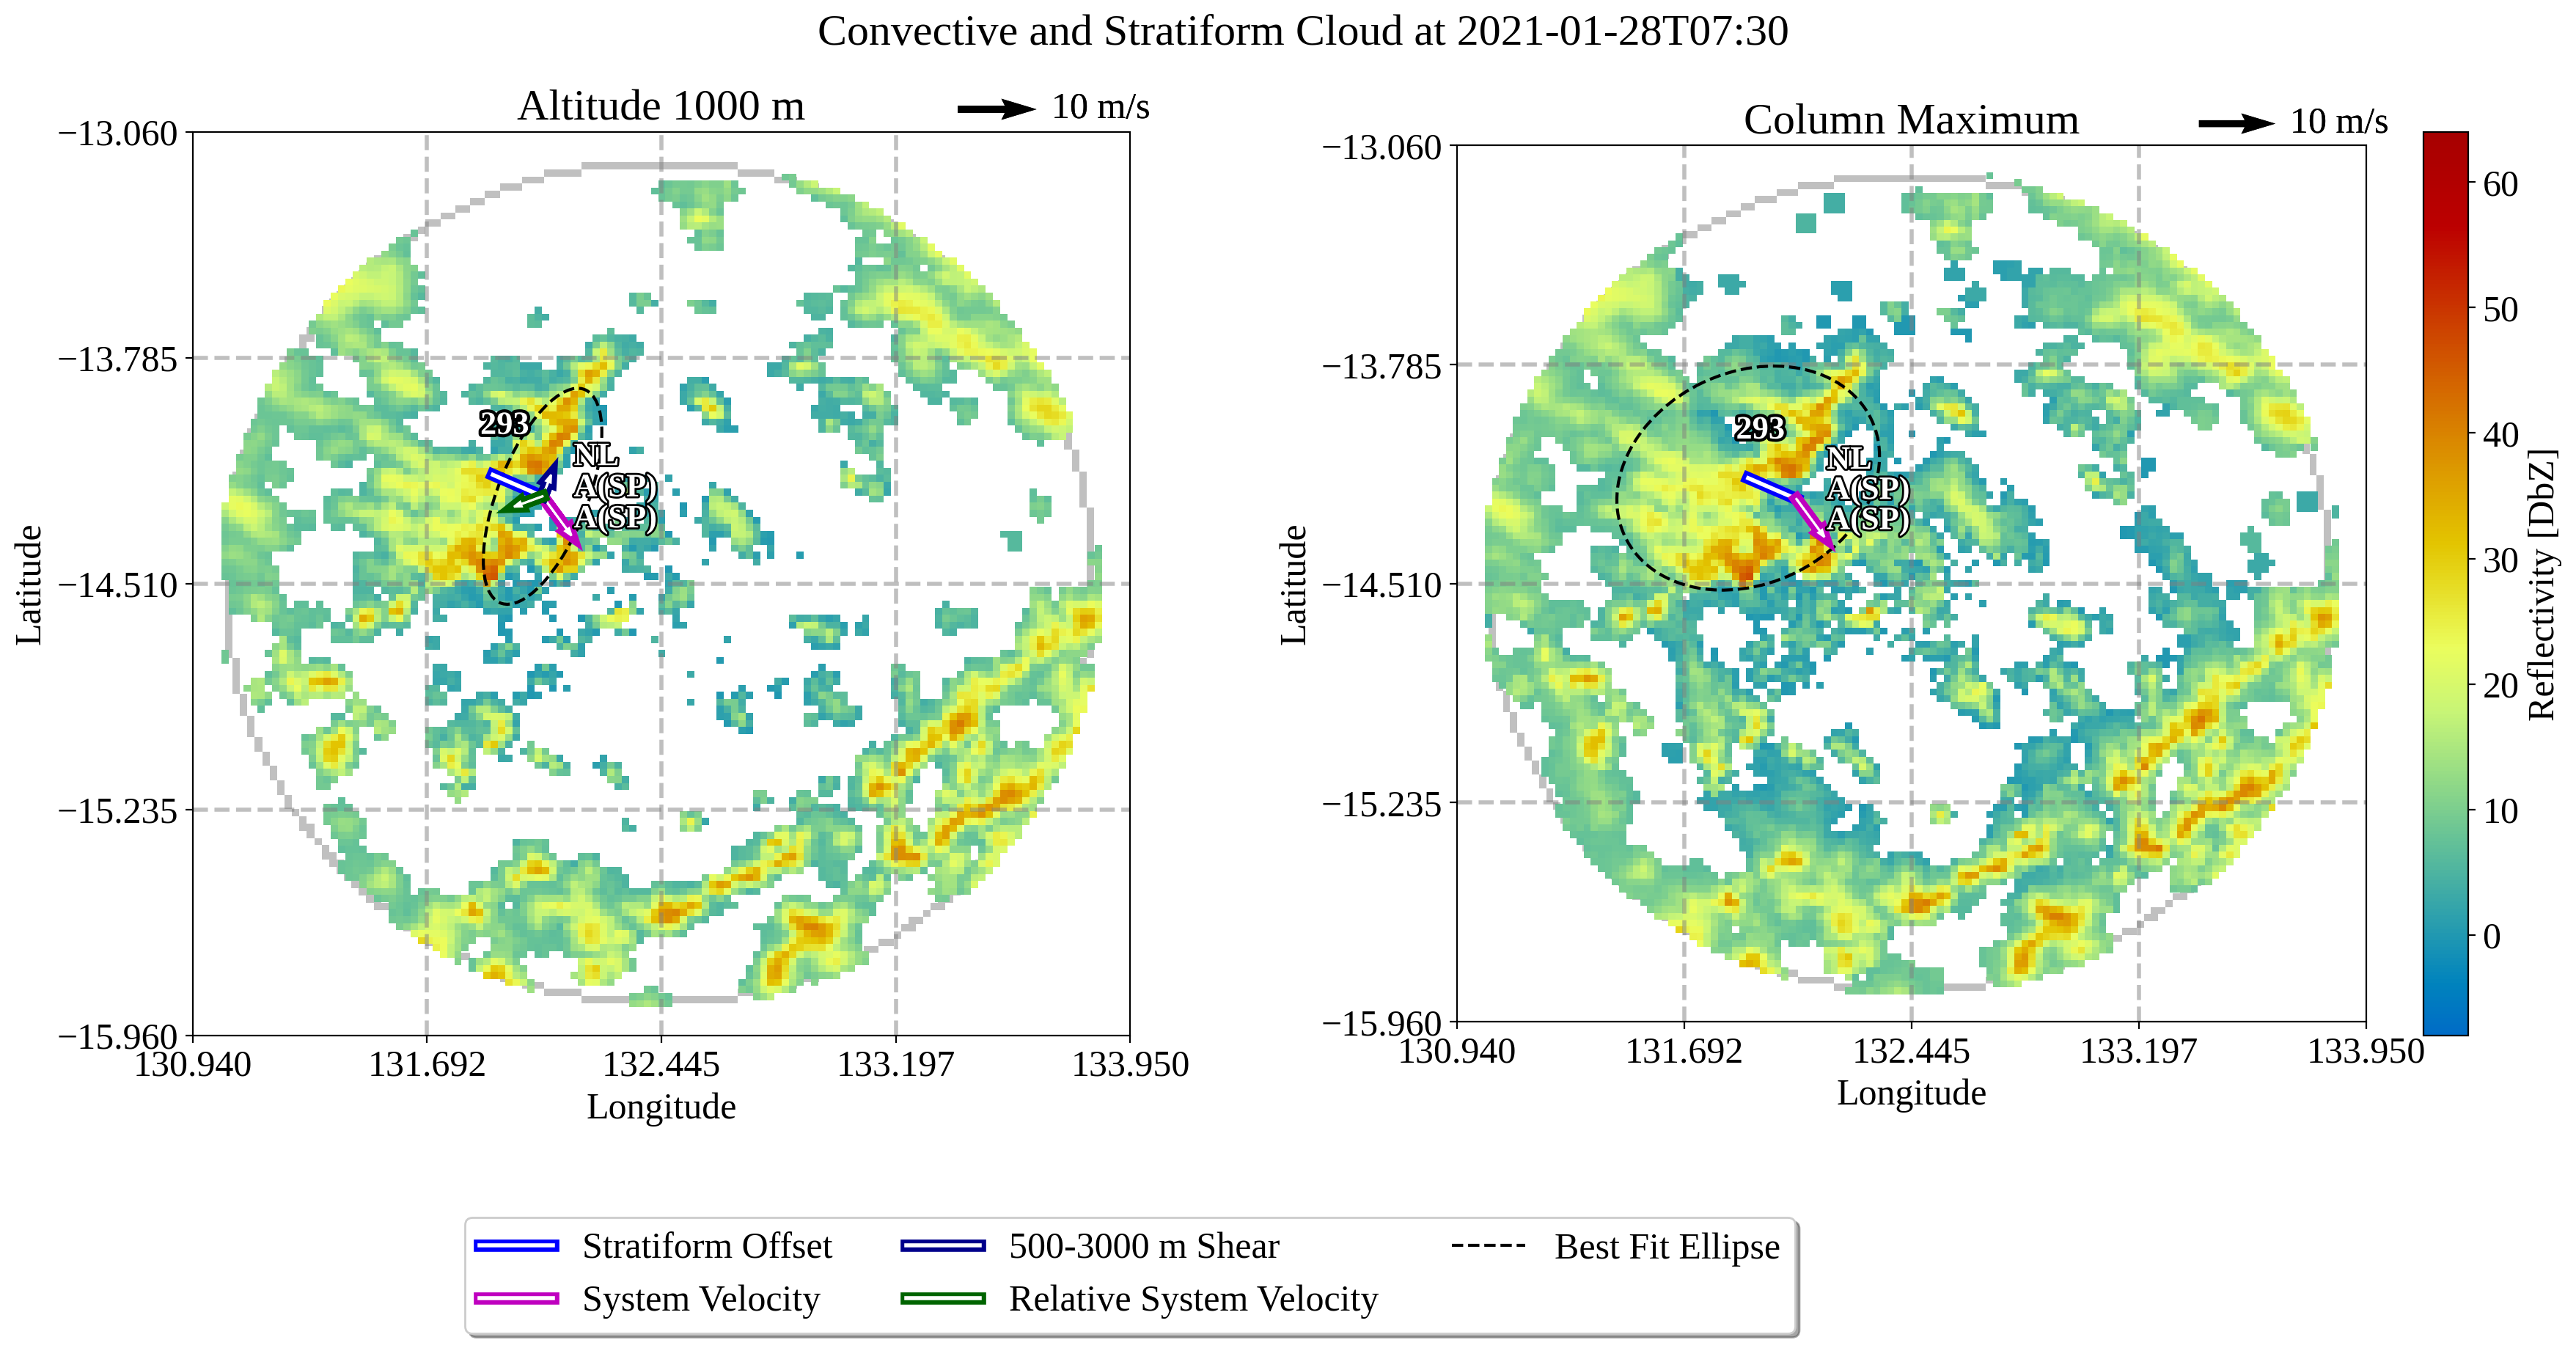 Convective and Stratiform Cloud at 2021-01-28T07:30
Altitude 1000 m
10 m/s
−13.060
−13.785
−14.510
−15.235
−15.960
130.940
131.692
132.445
133.197
133.950
Latitude
Longitude
293
NL
A(SP)
A(SP)
Column Maximum
10 m/s
−13.060
−13.785
−14.510
−15.235
−15.960
130.940
131.692
132.445
133.197
133.950
Latitude
Longitude
293
NL
A(SP)
A(SP)
60
50
40
30
20
10
0
Reflectivity [DbZ]
Stratiform Offset
System Velocity
500-3000 m Shear
Relative System Velocity
Best Fit Ellipse